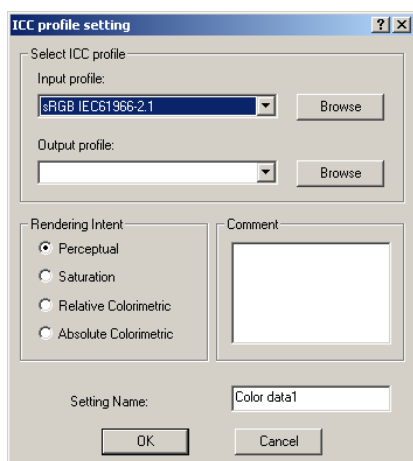 ICC profile setting
Select ICC profile
Input profile:
sRGB IEC61966-2.1
Browse
Output profile:
Browse
Rendering Intent
Perceptual
Saturation
Relative Colorimetric
Absolute Colorimetric
Comment
Setting Name:
Color data1
OK
Cancel